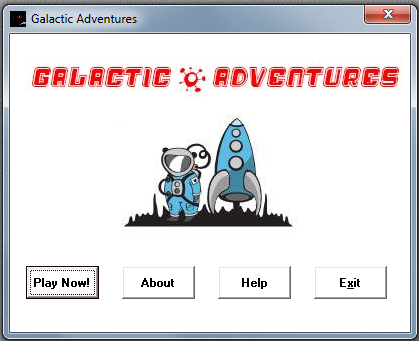 Galactic Adventures
GALACTIC ADVENTURES
Play Now! About Help Exit